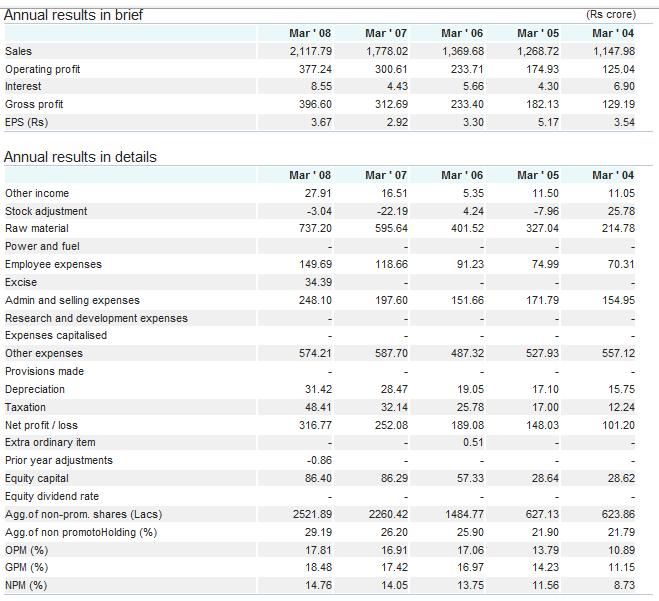 Annual results in brief (Rs crore)
Mar ' 08 Mar ' 07 Mar ' 06 Mar ' 05 Mar ' 04
Sales 2,117.79 1,778.02 1,369.68 1,268.72 1,147.98
Operating profit 377.24 300.61 233.71 174.93 125.04
Interest 8.55 4.43 5.66 4.30 6.90
Gross profit 396.60 312.69 233.40 182.13 129.19
EPS (Rs) 3.67 2.92 3.30 5.17 3.54
Annual results in details
Mar ' 08 Mar ' 07 Mar ' 06 Mar ' 05 Mar ' 04
Other income 27.91 16.51 5.35 11.50 11.05
Stock adjustment -3.04 -22.19 4.24 -7.96 25.78
Raw material 737.20 595.64 401.52 327.04 214.78
Power and fuel - - - - -
Employee expenses 149.69 118.66 91.23 74.99 70.31
Excise 34.39 - - - -
Admin and selling expenses 248.10 197.60 151.66 171.79 154.95
Research and development expenses - - - - -
Expenses capitalised - - - - -
Other expenses 574.21 587.70 487.32 527.93 557.12
Provisions made - - - - -
Depreciation 31.42 28.47 19.05 17.10 15.75
Taxation 48.41 32.14 25.78 17.00 12.24
Net profit / loss 316.77 252.08 189.08 148.03 101.20
Extra ordinary item - - 0.51 - -
Prior year adjustments -0.86 - - - -
Equity capital 86.40 86.29 57.33 28.64 28.62
Equity dividend rate - - - - -
Agg.of non-prom. shares (Lacs) 2521.89 2260.42 1484.77 627.13 623.86
Agg.of non promotoHolding (%) 29.19 26.20 25.90 21.90 21.79
OPM (%) 17.81 16.91 17.06 13.79 10.89
GPM (%) 18.48 17.42 16.97 14.23 11.15
NPM (%) 14.76 14.05 13.75 11.56 8.73